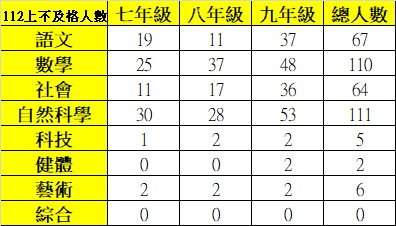 112上不及格人數 七年級 八年級 九年級 總人數
語文 19 11 37 67
數學 25 37 48 110
社會 11 17 36 64
自然科學 30 28 53 111
科技 1 2 2 5
健體 0 0 2 2
藝術 2 2 2 6
綜合 0 0 0 0